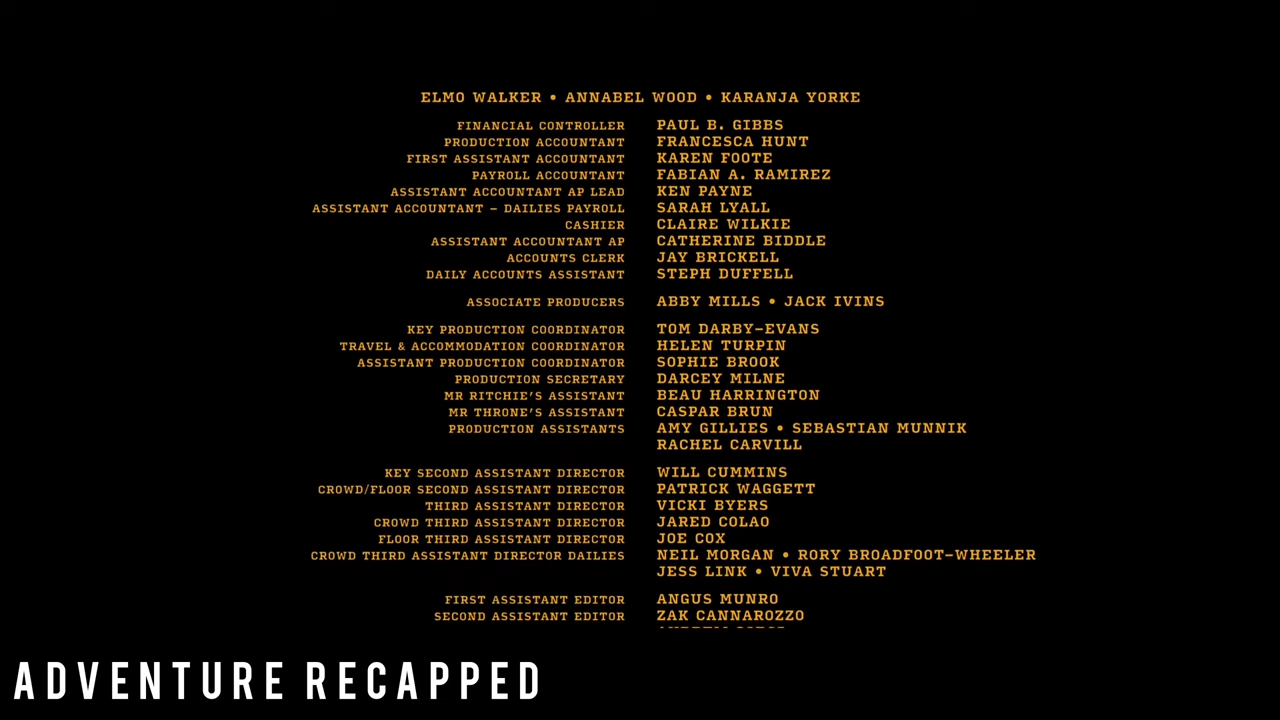 ELMO WALKER • ANNABEL WOOD • KARANJA YORKE
FINANCIAL CONTROLLER PAUL B. GIBBS
PRODUCTION ACCOUNTANT FRANCESCA HUNT
FIRST ASSISTANT ACCOUNTANT KAREN FOOTE
PAYROLL ACCOUNTANT FABIAN A. RAMIREZ
ASSISTANT ACCOUNTANT AP LEAD KEN PAYNE
ASSISTANT ACCOUNTANT – DAILIES PAYROLL SARAH LYALL
CASHIER CLAIRE WILKIE
ASSISTANT ACCOUNTANT AP CATHERINE BIDDLE
ACCOUNTS CLERK JAY BRICKELL
DAILY ACCOUNTS ASSISTANT STEPH DUFFELL
ASSOCIATE PRODUCERS ABBY MILLS • JACK IVINS
KEY PRODUCTION COORDINATOR TOM DARBY–EVANS
TRAVEL & ACCOMMODATION COORDINATOR HELEN TURPIN
ASSISTANT PRODUCTION COORDINATOR SOPHIE BROOK
PRODUCTION SECRETARY DARCEY MILNE
MR RITCHIE'S ASSISTANT BEAU HARRINGTON
MR THRONE'S ASSISTANT CASPAR BRUN
PRODUCTION ASSISTANTS AMY GILLIES • SEBASTIAN MUNNIK
RACHEL CARVILL
KEY SECOND ASSISTANT DIRECTOR WILL CUMMINS
CROWD/FLOOR SECOND ASSISTANT DIRECTOR PATRICK WAGGETT
THIRD ASSISTANT DIRECTOR VICKI BYERS
CROWD THIRD ASSISTANT DIRECTOR JARED COLAO
FLOOR THIRD ASSISTANT DIRECTOR JOE COX
CROWD THIRD ASSISTANT DIRECTOR DAILIES NEIL MORGAN • RORY BROADFOOT–WHEELER
JESS LINK • VIVA STUART
FIRST ASSISTANT EDITOR ANGUS MUNRO
SECOND ASSISTANT EDITOR ZAK CANNAROZZO
ADVENTURE RECAPPED